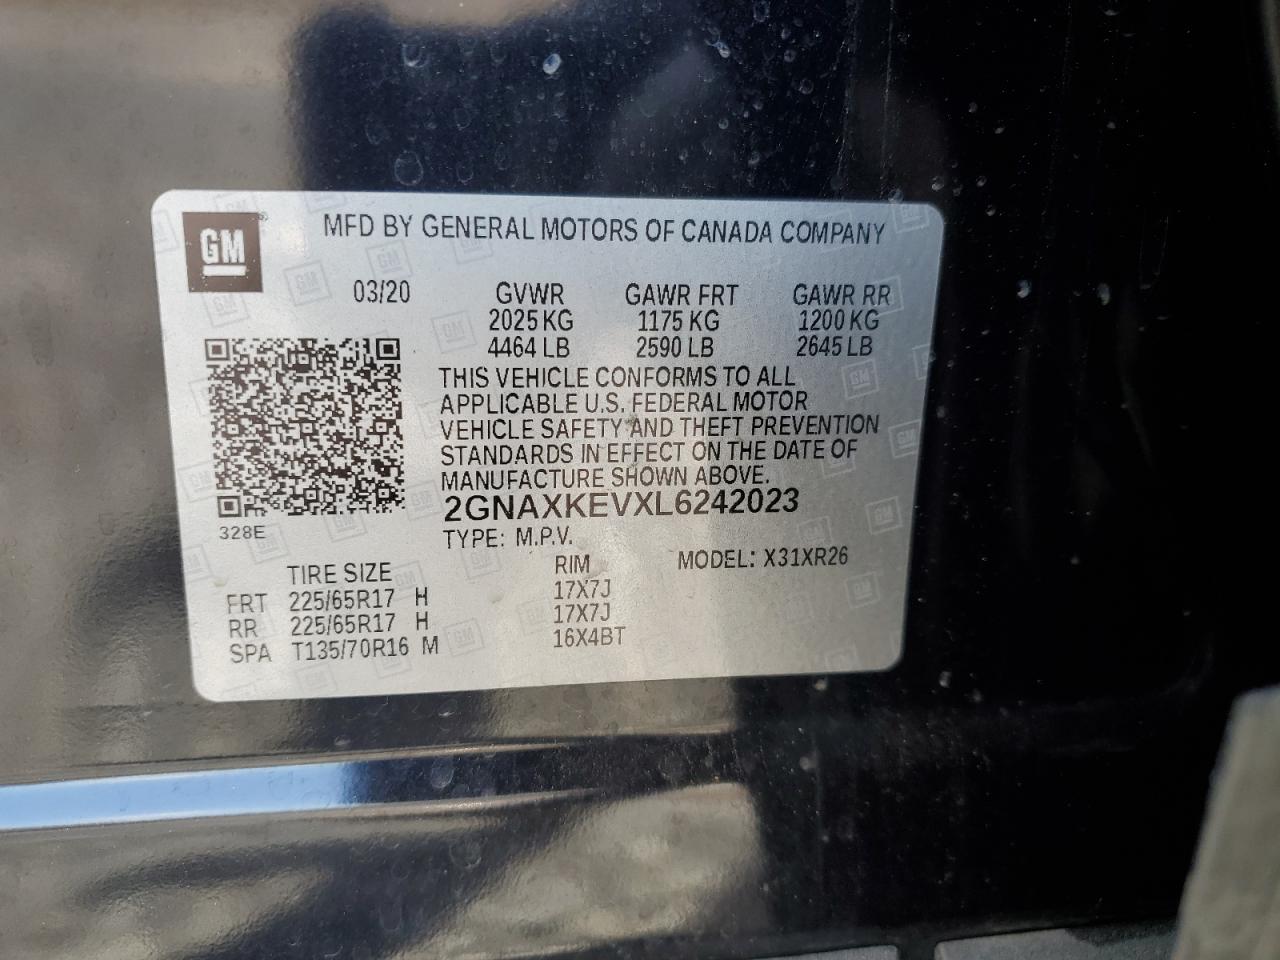 GM
MFD BY GENERAL MOTORS OF CANADA COMPANY
03/20 GVWR GAWR FRT GAWR RR
2025 KG 1175 KG 1200 KG
4464 LB 2590 LB 2645 LB
THIS VEHICLE CONFORMS TO ALL
APPLICABLE U.S. FEDERAL MOTOR
VEHICLE SAFETY AND THEFT PREVENTION
STANDARDS IN EFFECT ON THE DATE OF
MANUFACTURE SHOWN ABOVE.
2GNAXKEVXL6242023
328E
TYPE: M.P.V.
TIRE SIZE RIM MODEL: X31XR26
FRT 225/65R17 H 17X7J
RR 225/65R17 H 17X7J
SPA T135/70R16 M 16X4BT